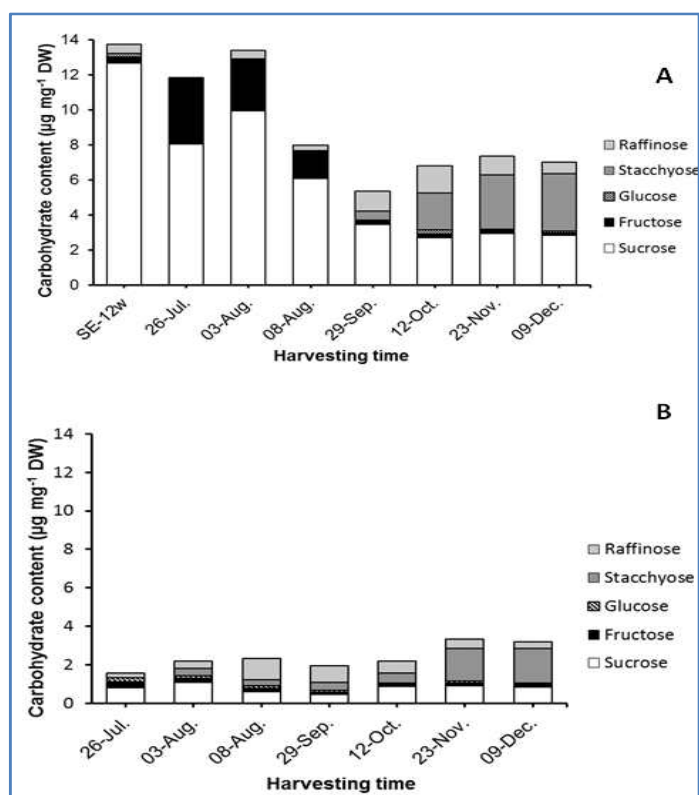 A
Carbohydrate content (µg mg⁻¹ DW)
14
12
10
8
6
4
2
0
Raffinose
Stacchyose
Glucose
Fructose
Sucrose
SE-12w
26-Jul.
03-Aug.
08-Aug.
29-Sep.
12-Oct.
23-Nov.
09-Dec.
Harvesting time
B
Carbohydrate content (µg mg⁻¹ DW)
14
12
10
8
6
4
2
0
Raffinose
Stacchyose
Glucose
Fructose
Sucrose
26-Jul.
03-Aug.
08-Aug.
29-Sep.
12-Oct.
23-Nov.
09-Dec.
Harvesting time